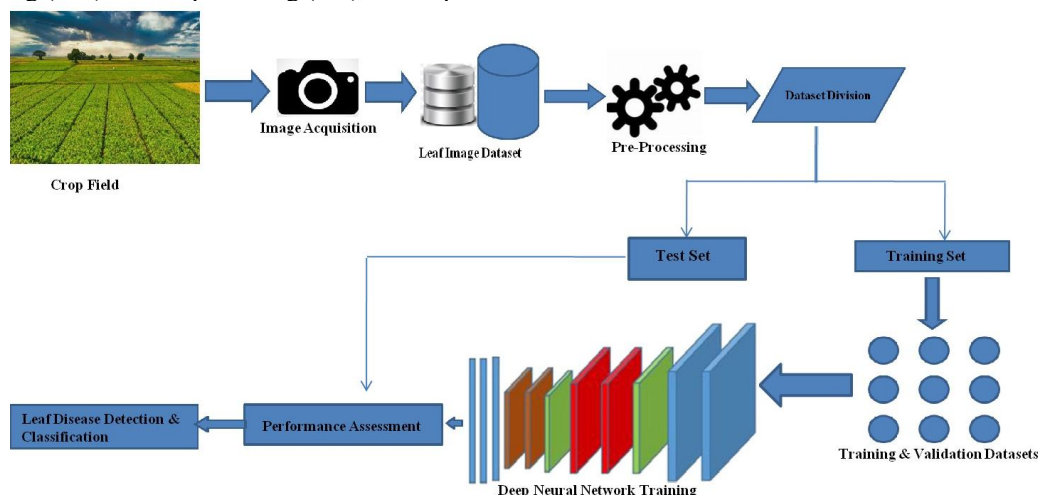 Image Acquisition
Leaf Image Dataset
Pre-Processing
Dataset Division
Crop Field
Test Set
Training Set
Leaf Disease Detection &
Classification
Performance Assessment
Training & Validation Datasets
Deep Neural Network Training